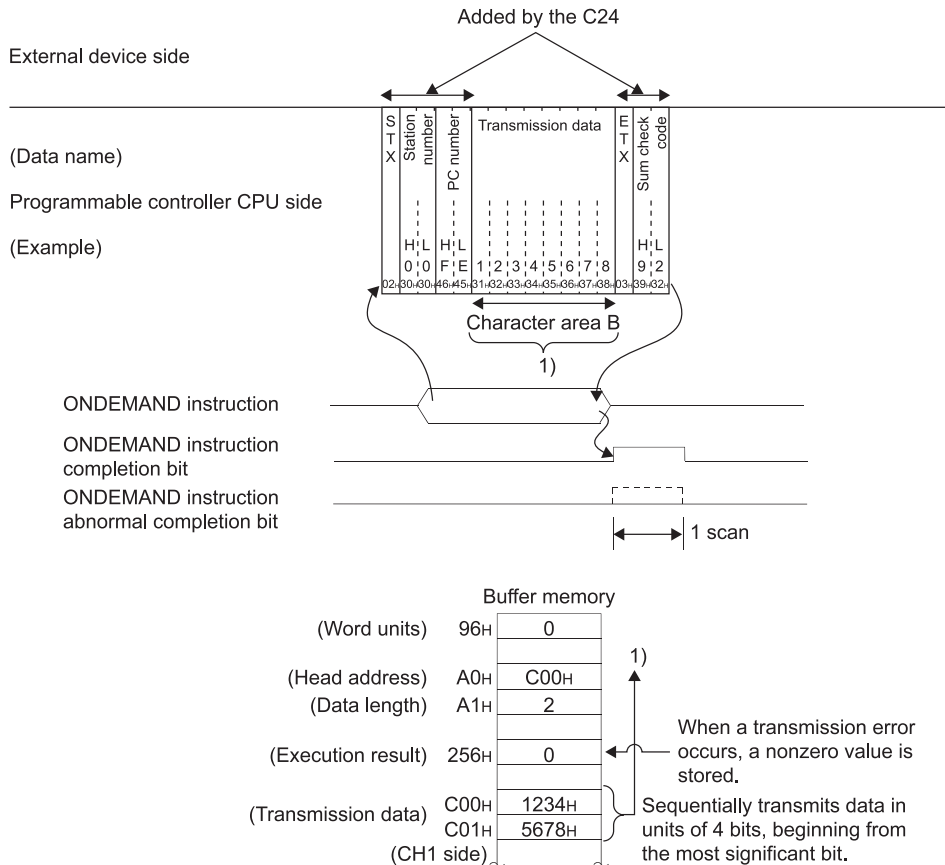 Added by the C24
External device side
(Data name)
Programmable controller CPU side
(Example)
STX
Station number
PC number
Transmission data
ETX
Sum check code
H L H L H L
0 0 F E 1 2 3 4 5 6 7 8 9 2
02H 30H 30H 46H 45H 31H 32H 33H 34H 35H 36H 37H 38H 03H 39H 32H
Character area B
1)
ONDEMAND instruction
ONDEMAND instruction
completion bit
ONDEMAND instruction
abnormal completion bit
1 scan
Buffer memory
(Word units) 96H 0
1)
(Head address) A0H C00H
(Data length) A1H 2
When a transmission error
occurs, a nonzero value is
stored.
(Execution result) 256H 0
(Transmission data)
C00H 1234H
C01H 5678H
(CH1 side)
Sequentially transmits data in
units of 4 bits, beginning from
the most significant bit.